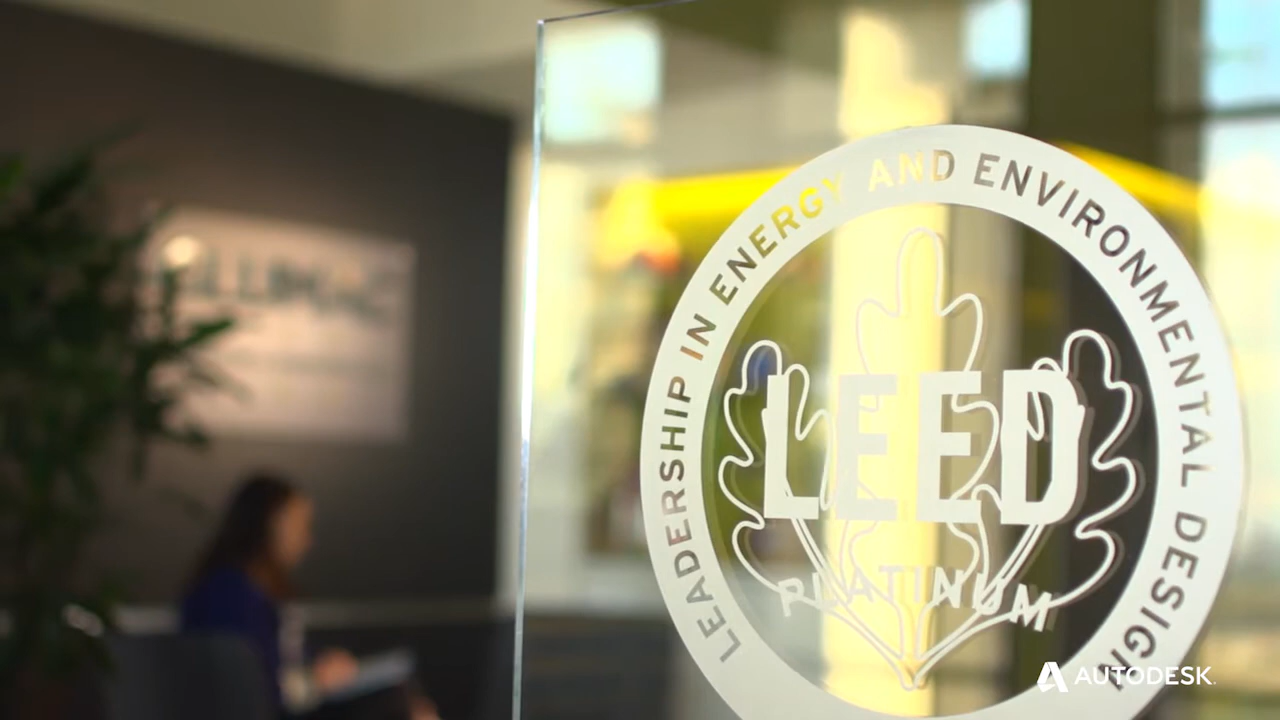 LEADERSHIP IN ENERGY AND ENVIRONMENTAL DESIGN
LEED
PLATINUM
AUTODESK.